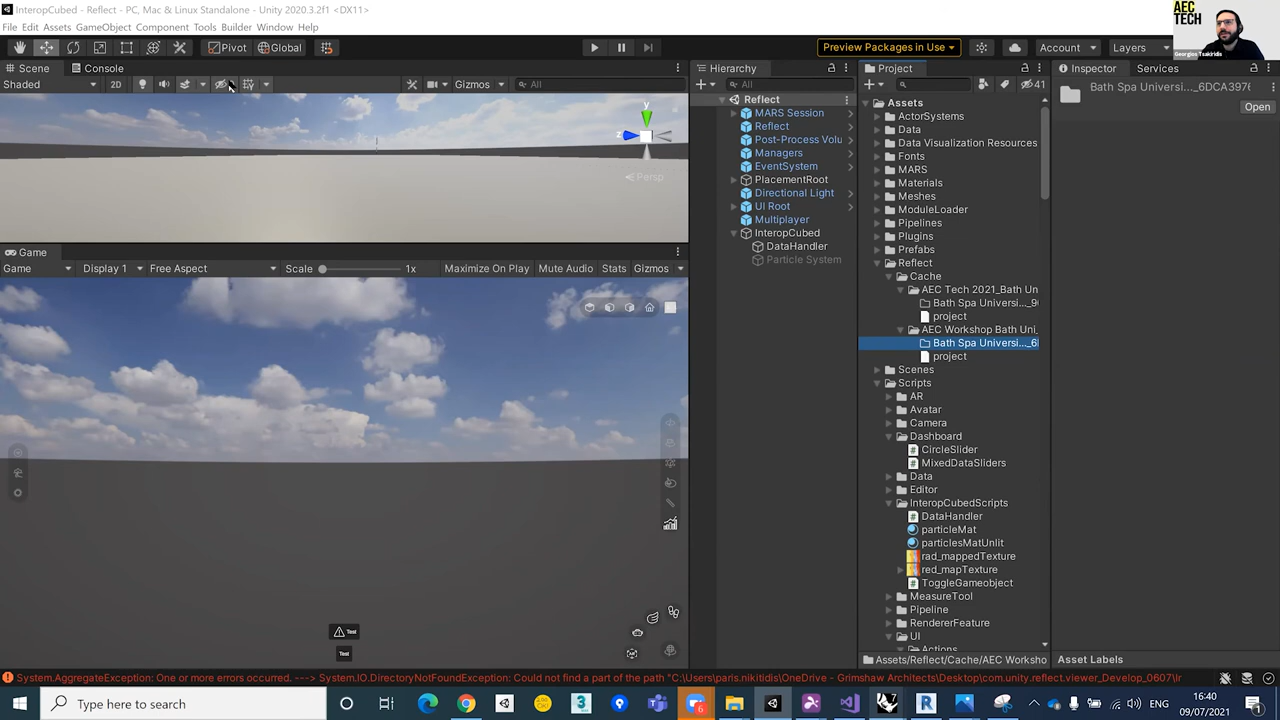 InteropCubed - Reflect - PC, Mac & Linux Standalone - Unity 2020.3.2f1 <DX11>
File Edit Assets GameObject Component Tools Builder Window Help
Pivot Global Preview Packages in Use Account Layers
AEC TECH
Georgios Tsakiridis
Scene Console
Shaded 2D Gizmos All
y
z
Persp
Game
Game Display 1 Free Aspect Scale 1x Maximize On Play Mute Audio Stats Gizmos
Test
Test
Hierarchy
All
Reflect
MARS Session
Reflect
Post-Process Volu
Managers
EventSystem
PlacementRoot
Directional Light
UI Root
Multiplayer
InteropCubed
DataHandler
Particle System
Project
41
Assets
ActorSystems
Data
Data Visualization Resources
Fonts
MARS
Materials
Meshes
ModuleLoader
Pipelines
Plugins
Prefabs
Reflect
Cache
AEC Tech 2021_Bath Un
Bath Spa Universi..._9
project
AEC Workshop Bath Uni
Bath Spa Universi..._6
project
Scenes
Scripts
AR
Avatar
Camera
Dashboard
CircleSlider
MixedDataSliders
Data
Editor
InteropCubedScripts
DataHandler
particleMat
particlesMatUnlit
rad_mappedTexture
red_mapTexture
ToggleGameobject
MeasureTool
Pipeline
RendererFeature
UI
Actions
Assets/Reflect/Cache/AEC Worksho
Inspector Services
Bath Spa Universi..._6DCA397
Open
Asset Labels
System.AggregateException: One or more errors occurred. ---> System.IO.DirectoryNotFoundException: Could not find a part of the path "C:\Users\paris.nikitidis\OneDrive - Grimshaw Architects\Desktop\com.unity.reflect.viewer_Develop_0607\
Type here to search
ENG
16:40
09/07/2021